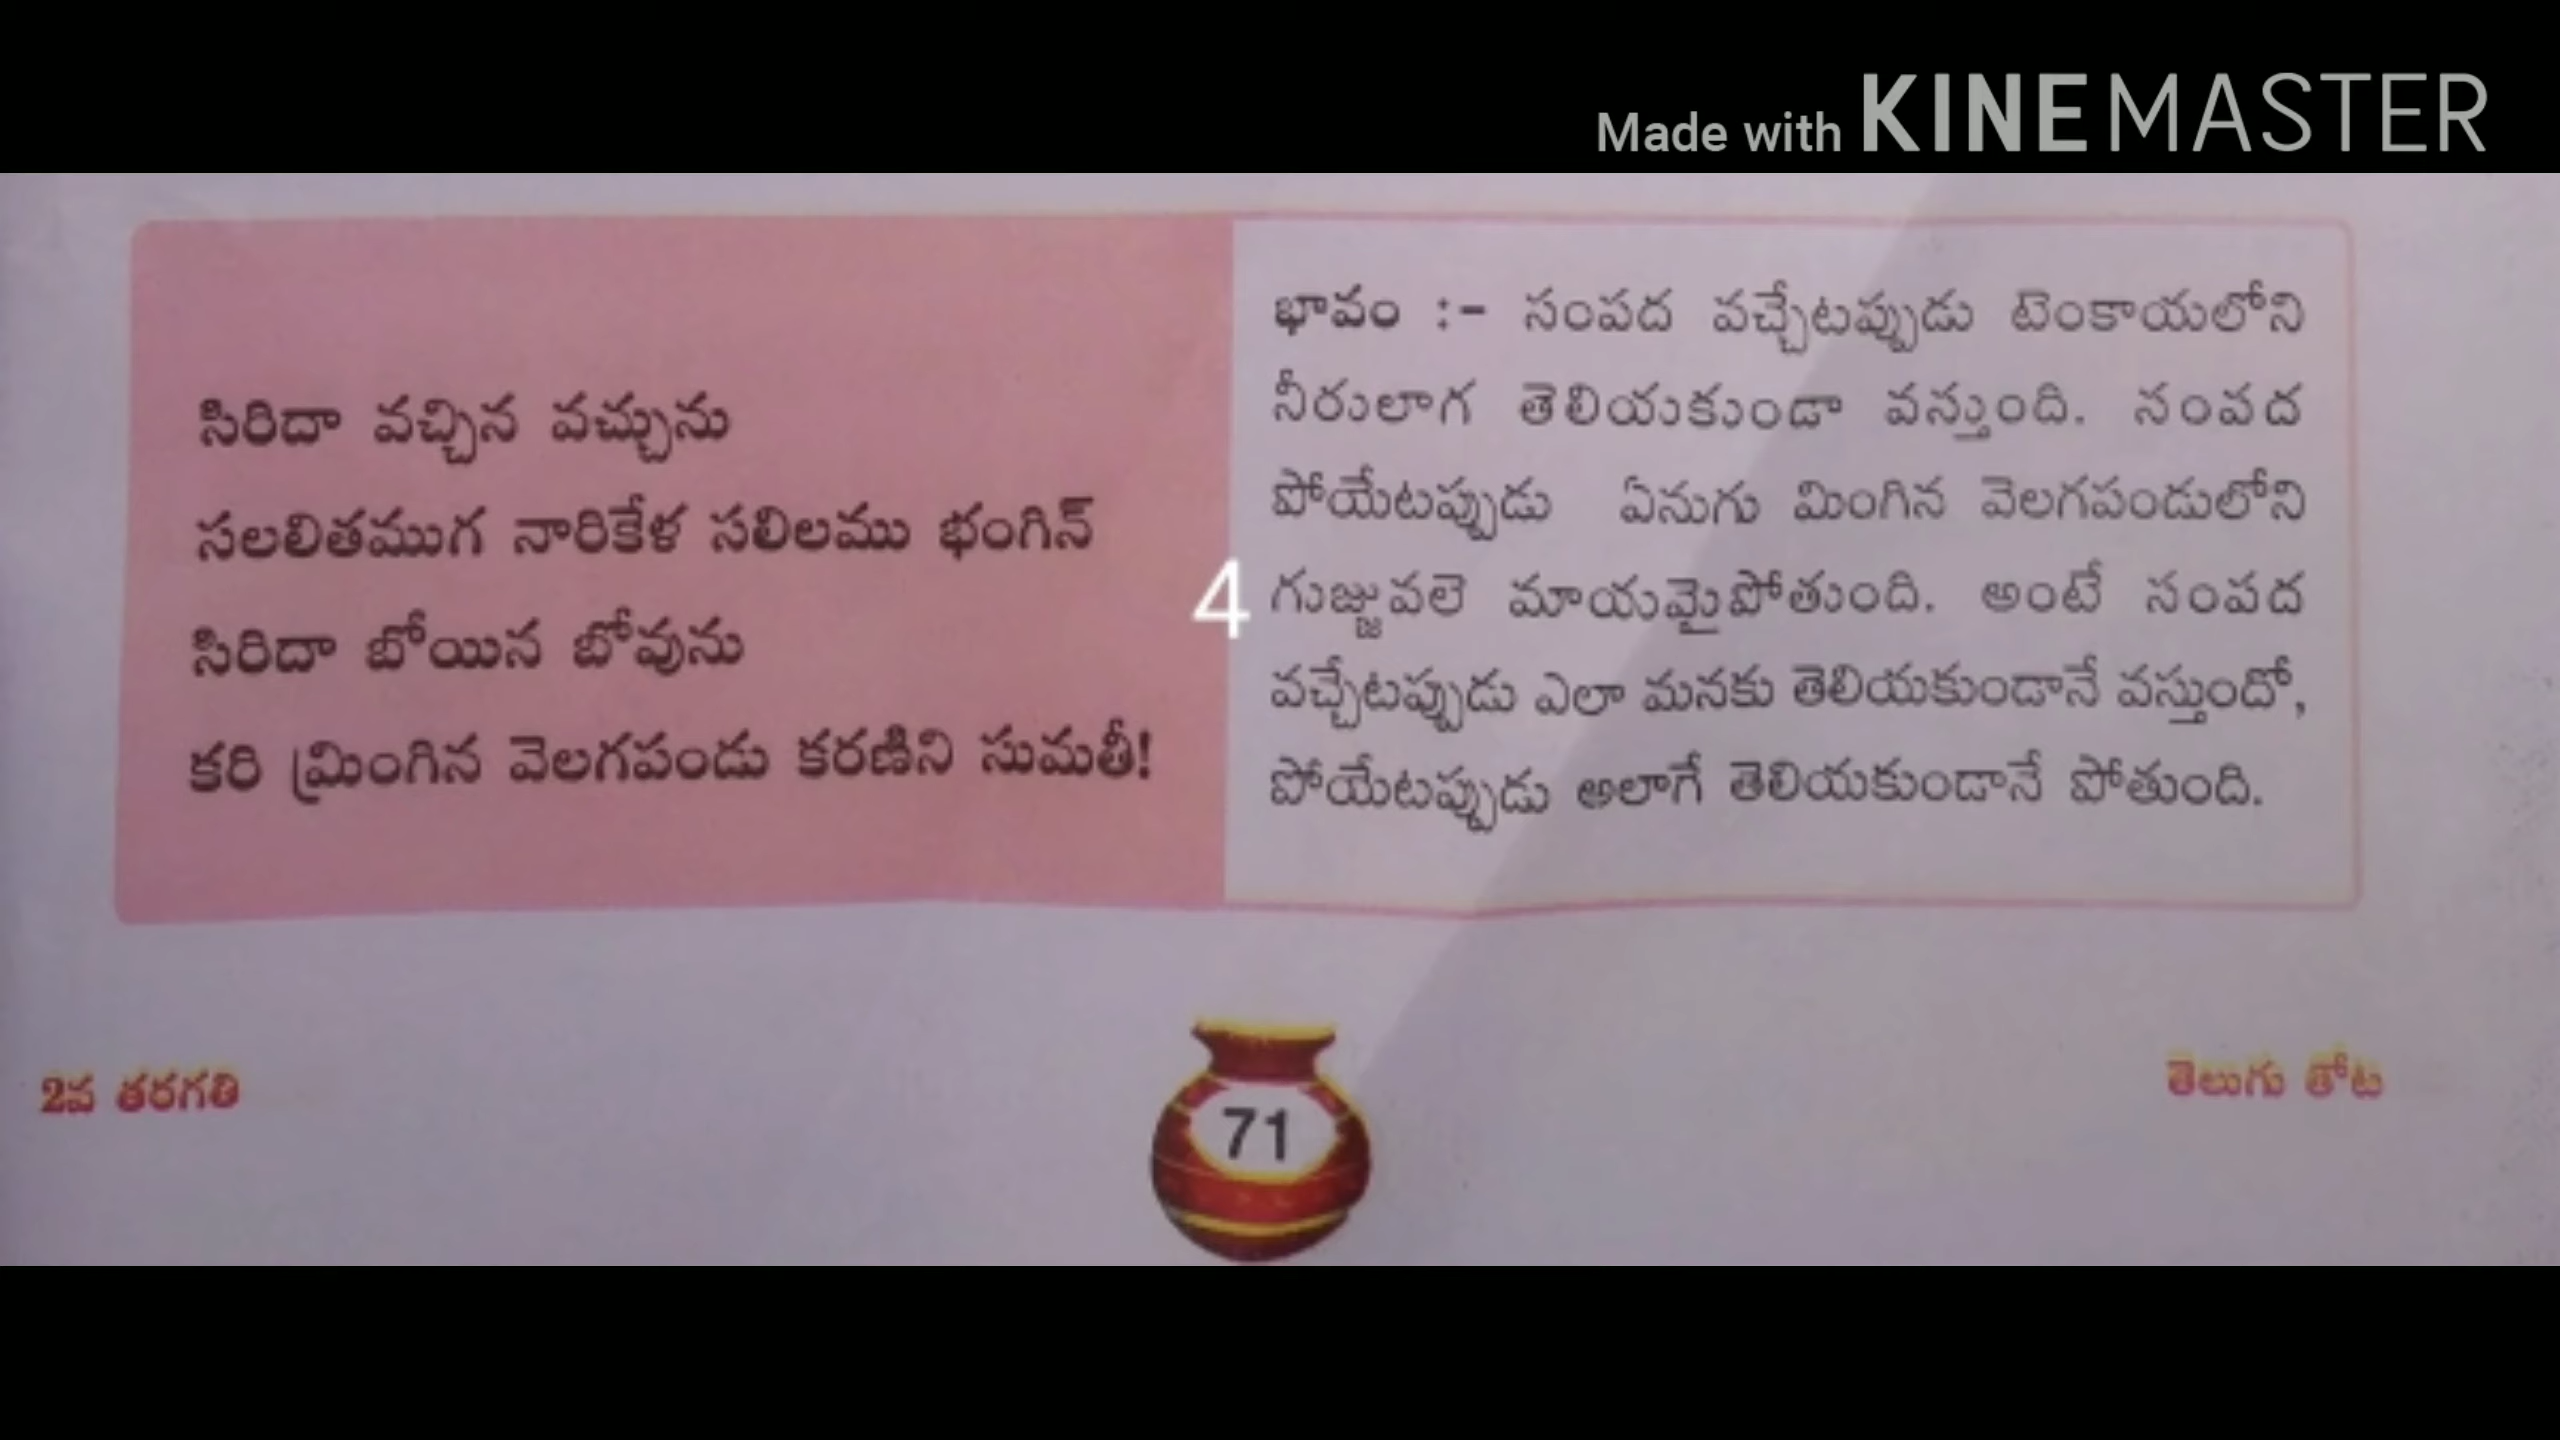 Made with KINEMASTER
సిరిదా వచ్చిన వచ్చును
సలలితముగ నారికేళ సలిలము భంగిన్
సిరిదా బోయిన బోవును
కరి మ్రింగిన వెలగపండు కరణిని సుమతీ!
4
భావం :- సంపద వచ్చేటప్పుడు టెంకాయలోని
నీరులాగ తెలియకుండా వస్తుంది. సంపద
పోయేటప్పుడు ఏనుగు మింగిన వెలగపండులోని
గుజ్జువలె మాయమైపోతుంది. అంటే సంపద
వచ్చేటప్పుడు ఎలా మనకు తెలియకుండానే వస్తుందో,
పోయేటప్పుడు అలాగే తెలియకుండానే పోతుంది.
2వ తరగతి
71
తెలుగు తోట